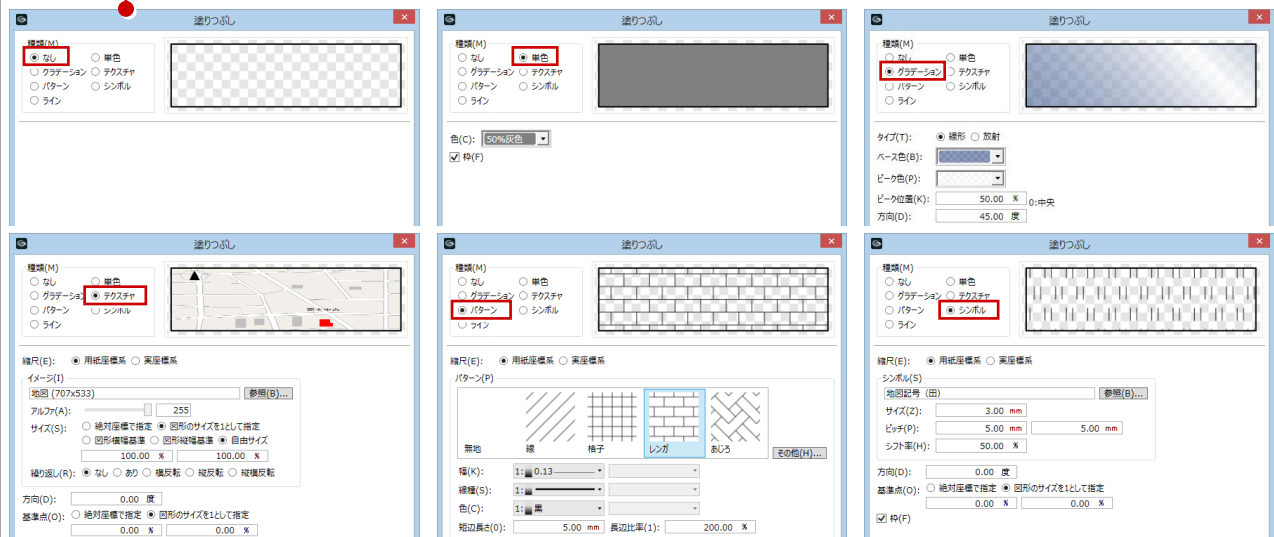 塗りつぶし
種類(M)
なし 単色
グラデーション テクスチャ
パターン シンボル
ライン
塗りつぶし
種類(M)
なし 単色
グラデーション テクスチャ
パターン シンボル
ライン
色(C): 50%灰色
枠(F)
塗りつぶし
種類(M)
なし 単色
グラデーション テクスチャ
パターン シンボル
ライン
タイプ(T): 線形 放射
ベース色(B):
ピーク色(P):
ピーク位置(K): 50.00 % 0:中央
方向(D): 45.00 度
塗りつぶし
種類(M)
なし 単色
グラデーション テクスチャ
パターン シンボル
ライン
縮尺(E): 用紙座標系 実座標系
イメージ(I)
地図 (707x533) 参照(B)...
アルファ(A): 255
サイズ(S): 絶対座標で指定 図形のサイズを1として指定
図形横幅基準 図形縦幅基準 自由サイズ
100.00 % 100.00 %
繰り返し(R): なし あり 横反転 縦反転 縦横反転
方向(D): 0.00 度
基準点(O): 絶対座標で指定 図形のサイズを1として指定
0.00 % 0.00 %
塗りつぶし
種類(M)
なし 単色
グラデーション テクスチャ
パターン シンボル
ライン
縮尺(E): 用紙座標系 実座標系
パターン(P)
無地 線 格子 レンガ あじろ その他(H)...
幅(K): 1: 0.13
線種(S): 1:
色(C): 1: 黒
短辺長さ(0): 5.00 mm 長辺比率(1): 200.00 %
塗りつぶし
種類(M)
なし 単色
グラデーション テクスチャ
パターン シンボル
ライン
縮尺(E): 用紙座標系 実座標系
シンボル(S)
地図記号 (田) 参照(B)...
サイズ(Z): 3.00 mm
ピッチ(P): 5.00 mm 5.00 mm
シフト率(H): 50.00 %
方向(D): 0.00 度
基準点(O): 絶対座標で指定 図形のサイズを1として指定
0.00 % 0.00 %
枠(F)